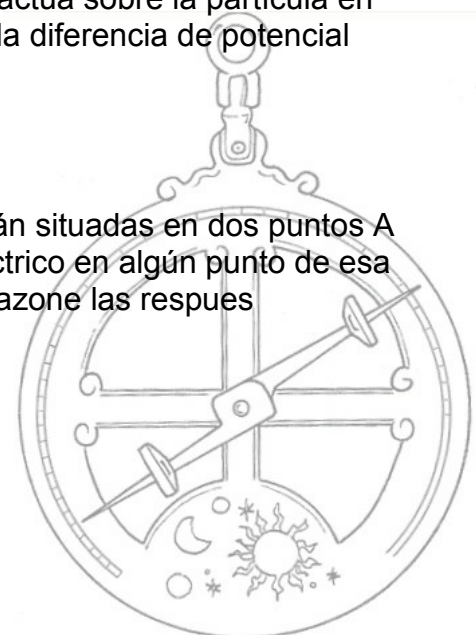 actúa sobre la partícula en
la diferencia de potencial
án situadas en dos puntos A
ctrico en algún punto de esa
azone las respues